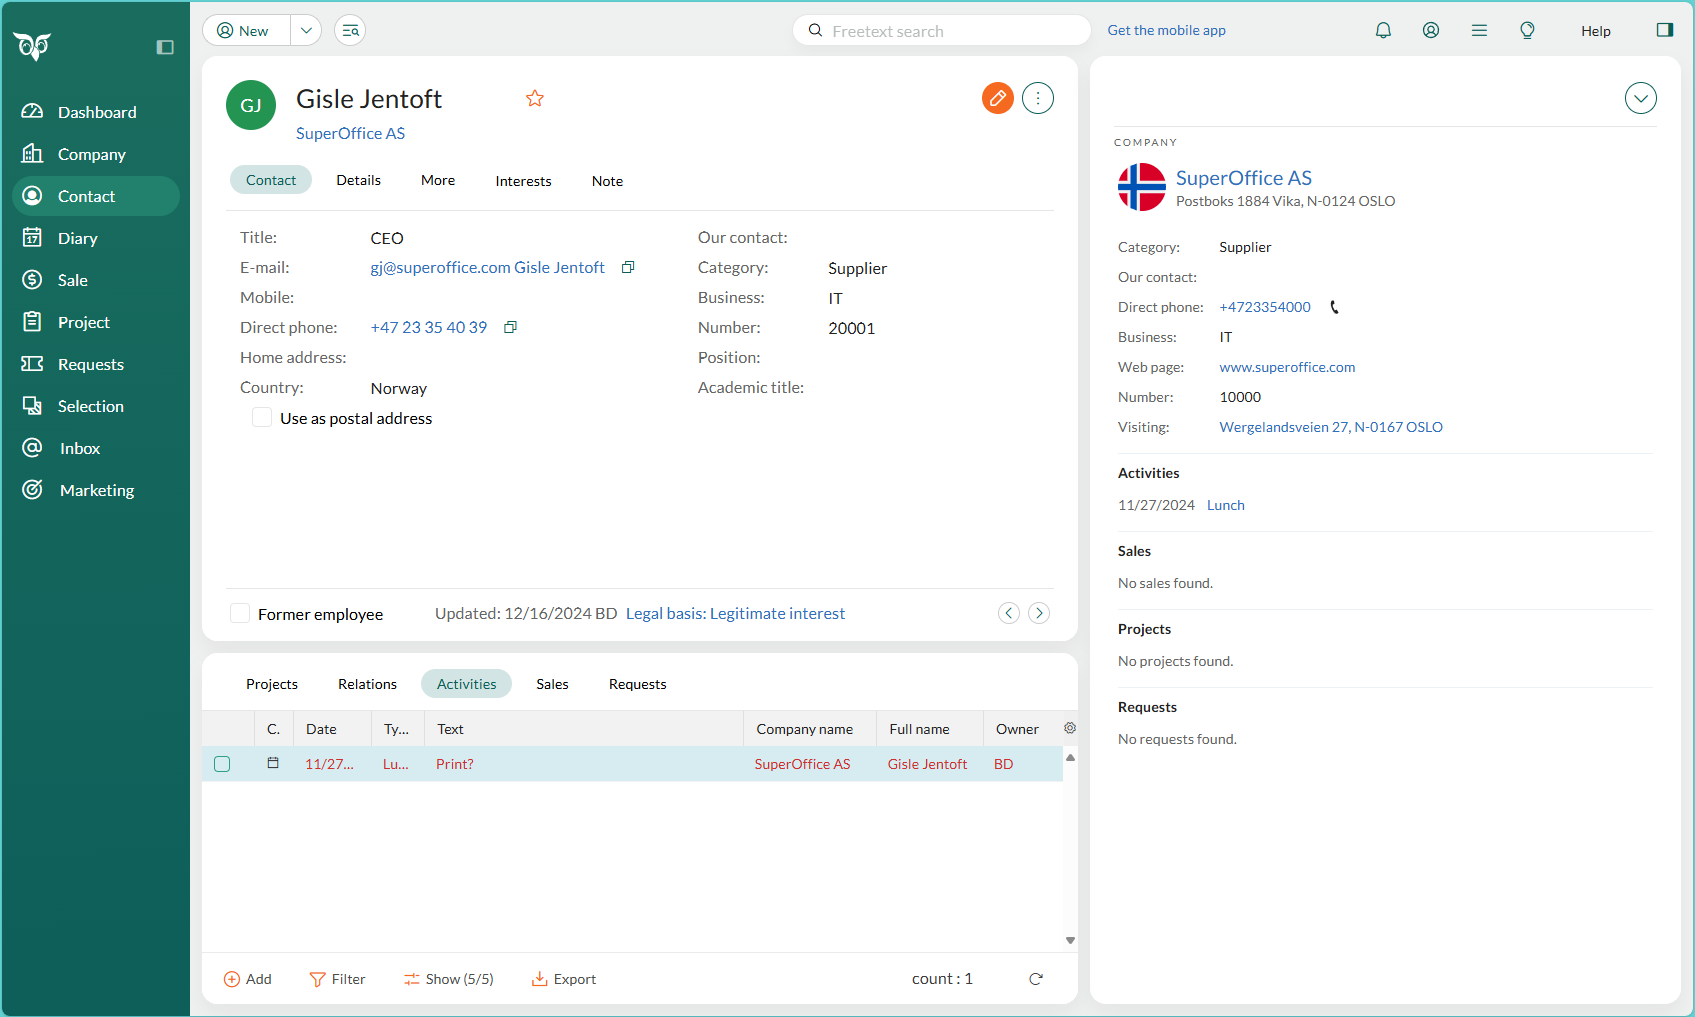 New
Freetext search
Get the mobile app
Help
Dashboard
Company
Contact
Diary
17
Sale
Project
Requests
Selection
Inbox
Marketing
GJ
Gisle Jentoft
SuperOffice AS
Contact Details More Interests Note
Title: CEO
E-mail: gj@superoffice.com Gisle Jentoft
Mobile:
Direct phone: +47 23 35 40 39
Home address:
Country: Norway
Use as postal address
Our contact:
Category: Supplier
Business: IT
Number: 20001
Position:
Academic title:
Former employee Updated: 12/16/2024 BD Legal basis: Legitimate interest
Projects Relations Activities Sales Requests
C. Date Ty... Text Company name Full name Owner
11/27... Lu... Print? SuperOffice AS Gisle Jentoft BD
Add Filter Show (5/5) Export count : 1
COMPANY
SuperOffice AS
Postboks 1884 Vika, N-0124 OSLO
Category: Supplier
Our contact:
Direct phone: +4723354000
Business: IT
Web page: www.superoffice.com
Number: 10000
Visiting: Wergelandsveien 27, N-0167 OSLO
Activities
11/27/2024 Lunch
Sales
No sales found.
Projects
No projects found.
Requests
No requests found.